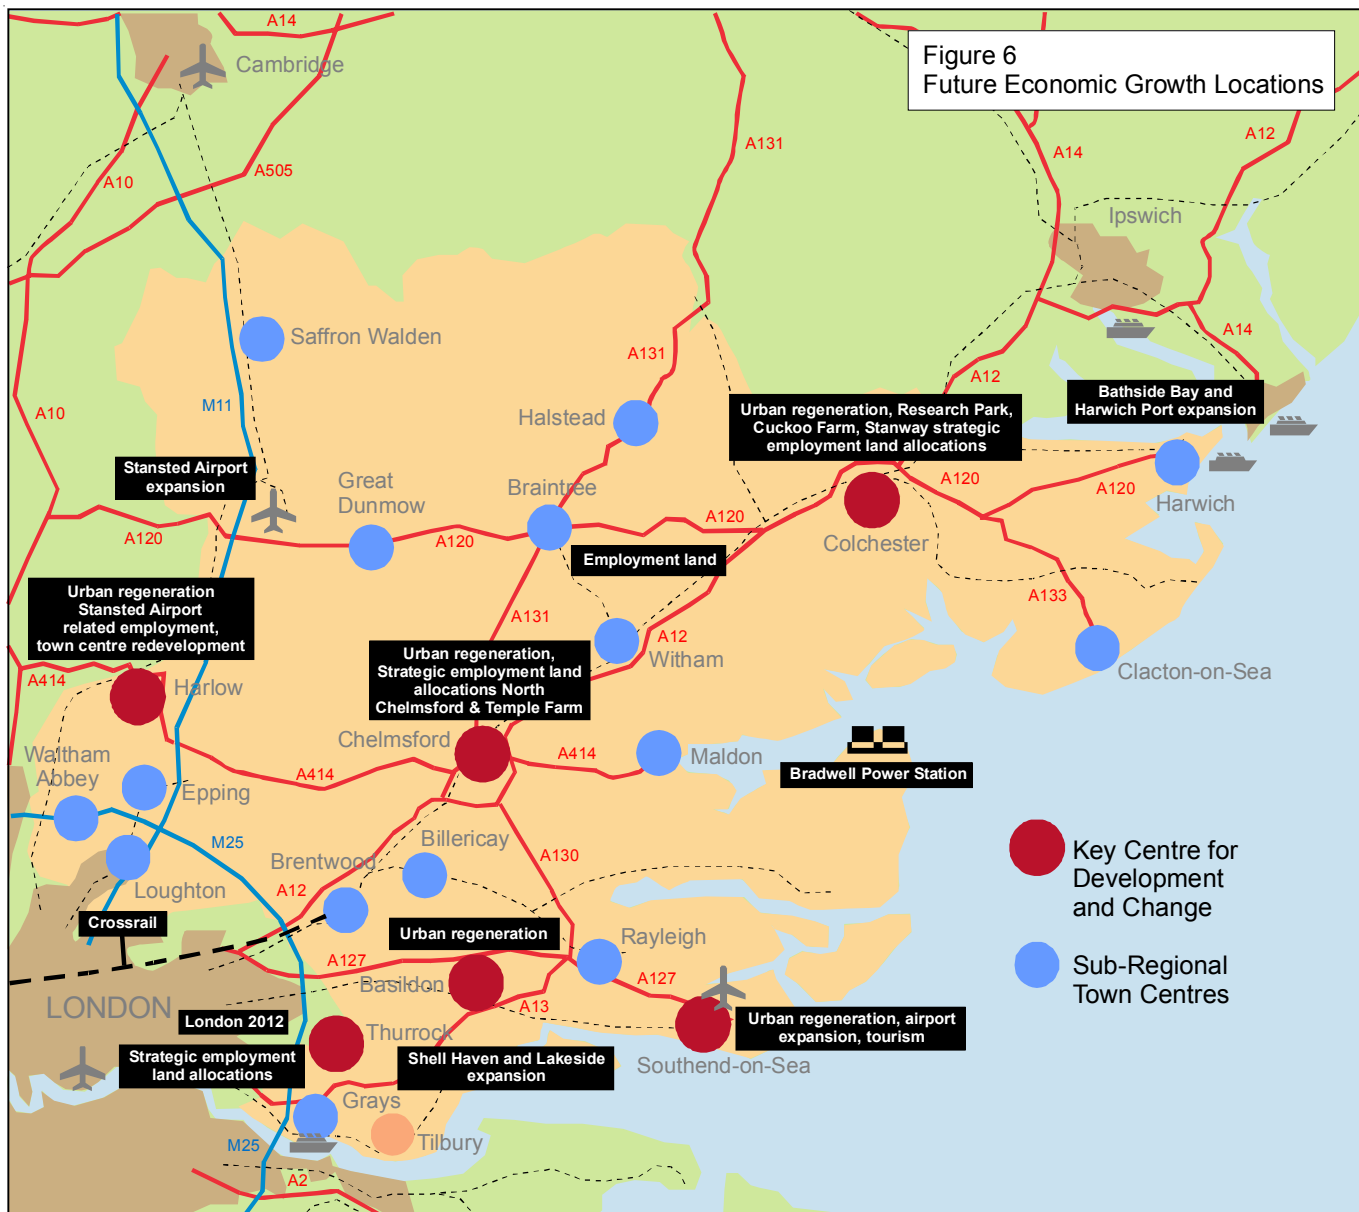 Figure 6
Future Economic Growth Locations
A14
Cambridge
A131
A12
A14
A505
A10
Ipswich
Saffron Walden
A14
A131
A12
M11
A10
Halstead
Urban regeneration, Research Park,
Cuckoo Farm, Stanway strategic
employment land allocations
Bathside Bay and
Harwich Port expansion
Stansted Airport
expansion
Great
Dunmow
Braintree
A120
A120
Harwich
A120
A120
A120
Colchester
Employment land
Urban regeneration
Stansted Airport
related employment,
town centre redevelopment
A131
A133
A12
Witham
Urban regeneration,
Strategic employment land
allocations North
Chelmsford & Temple Farm
Clacton-on-Sea
A414
Harlow
Chelmsford
A414
A414
Maldon
Waltham
Abbey
Epping
Bradwell Power Station
M25
Billericay
Brentwood
A130
Key Centre for
Development
and Change
Loughton
A12
Crossrail
Urban regeneration
Rayleigh
A127
A127
Basildon
Sub-Regional
Town Centres
LONDON
A13
London 2012
Thurrock
Urban regeneration, airport
expansion, tourism
Strategic employment
land allocations
Shell Haven and Lakeside
expansion
Southend-on-Sea
Grays
Tilbury
M25
A2